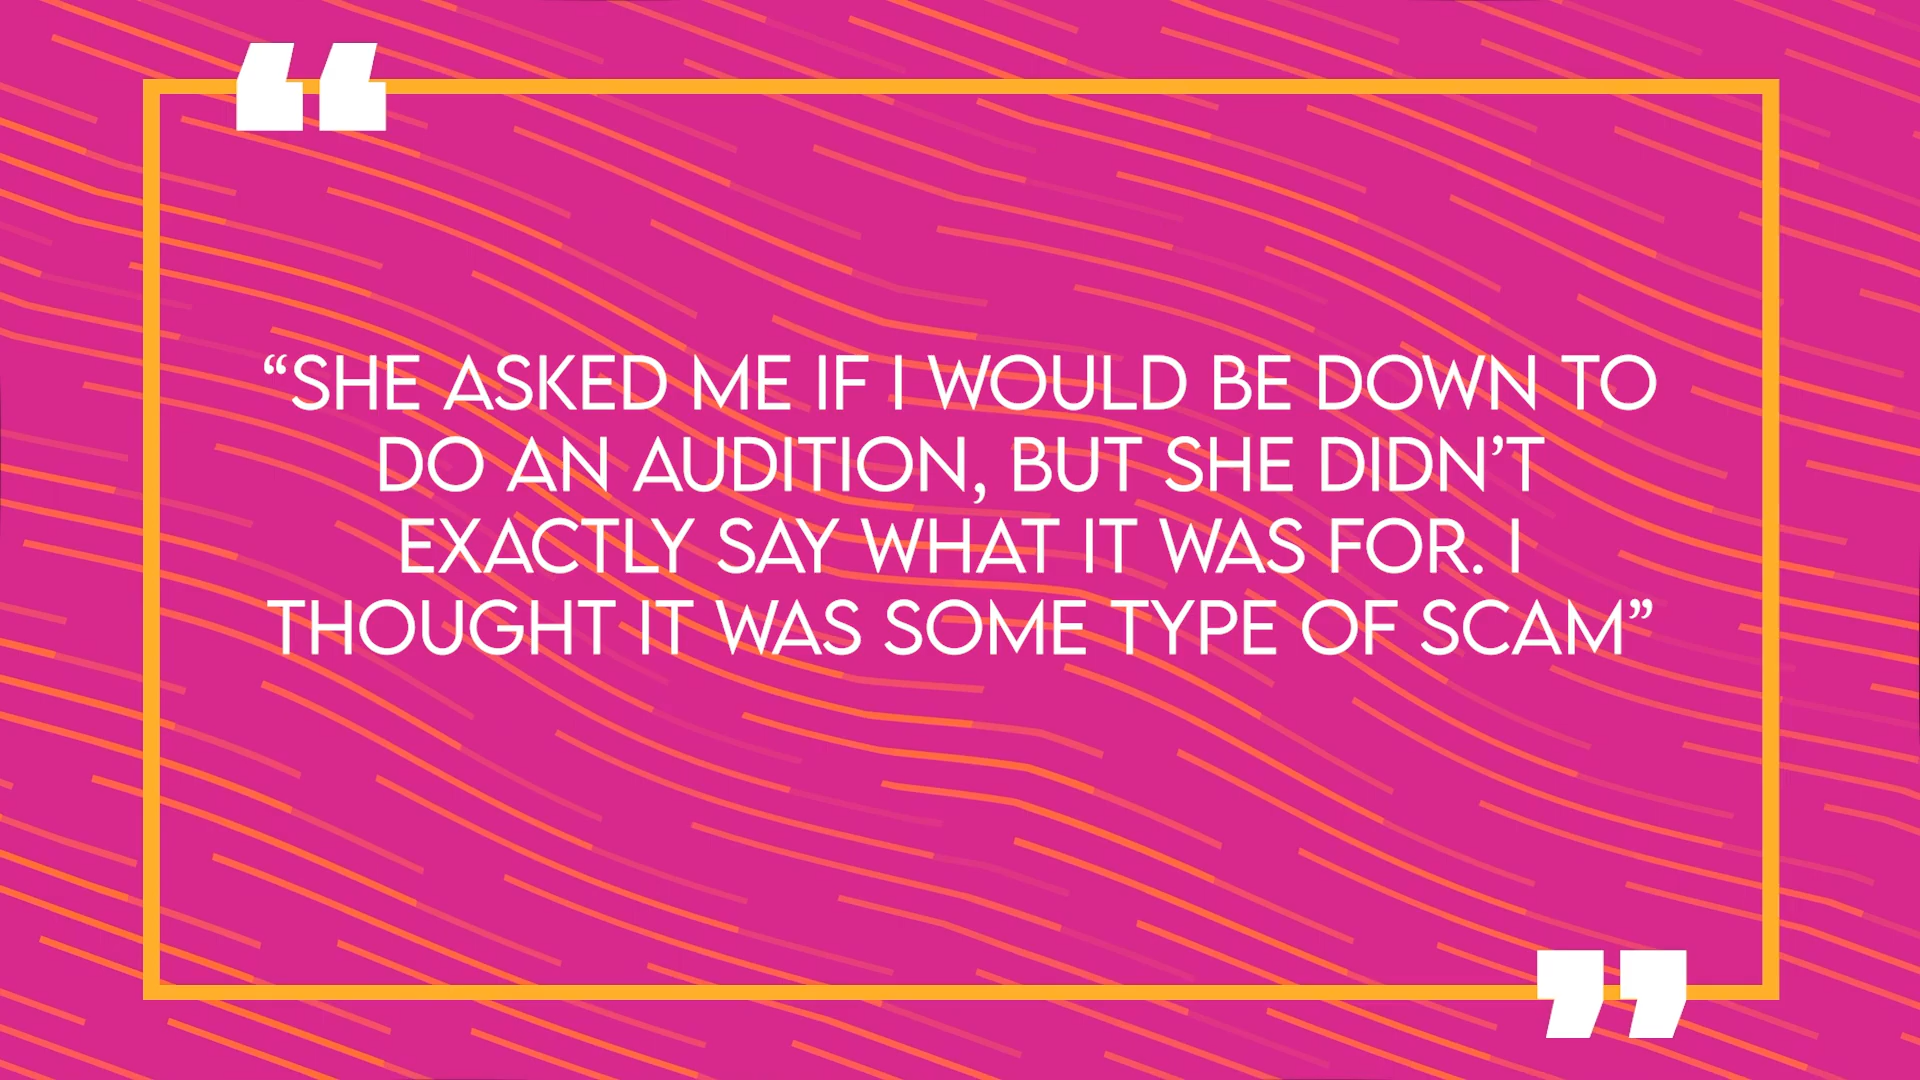 “SHE ASKED ME IF I WOULD BE DOWN TO
DO AN AUDITION, BUT SHE DIDN’T
EXACTLY SAY WHAT IT WAS FOR. I
THOUGHT IT WAS SOME TYPE OF SCAM”